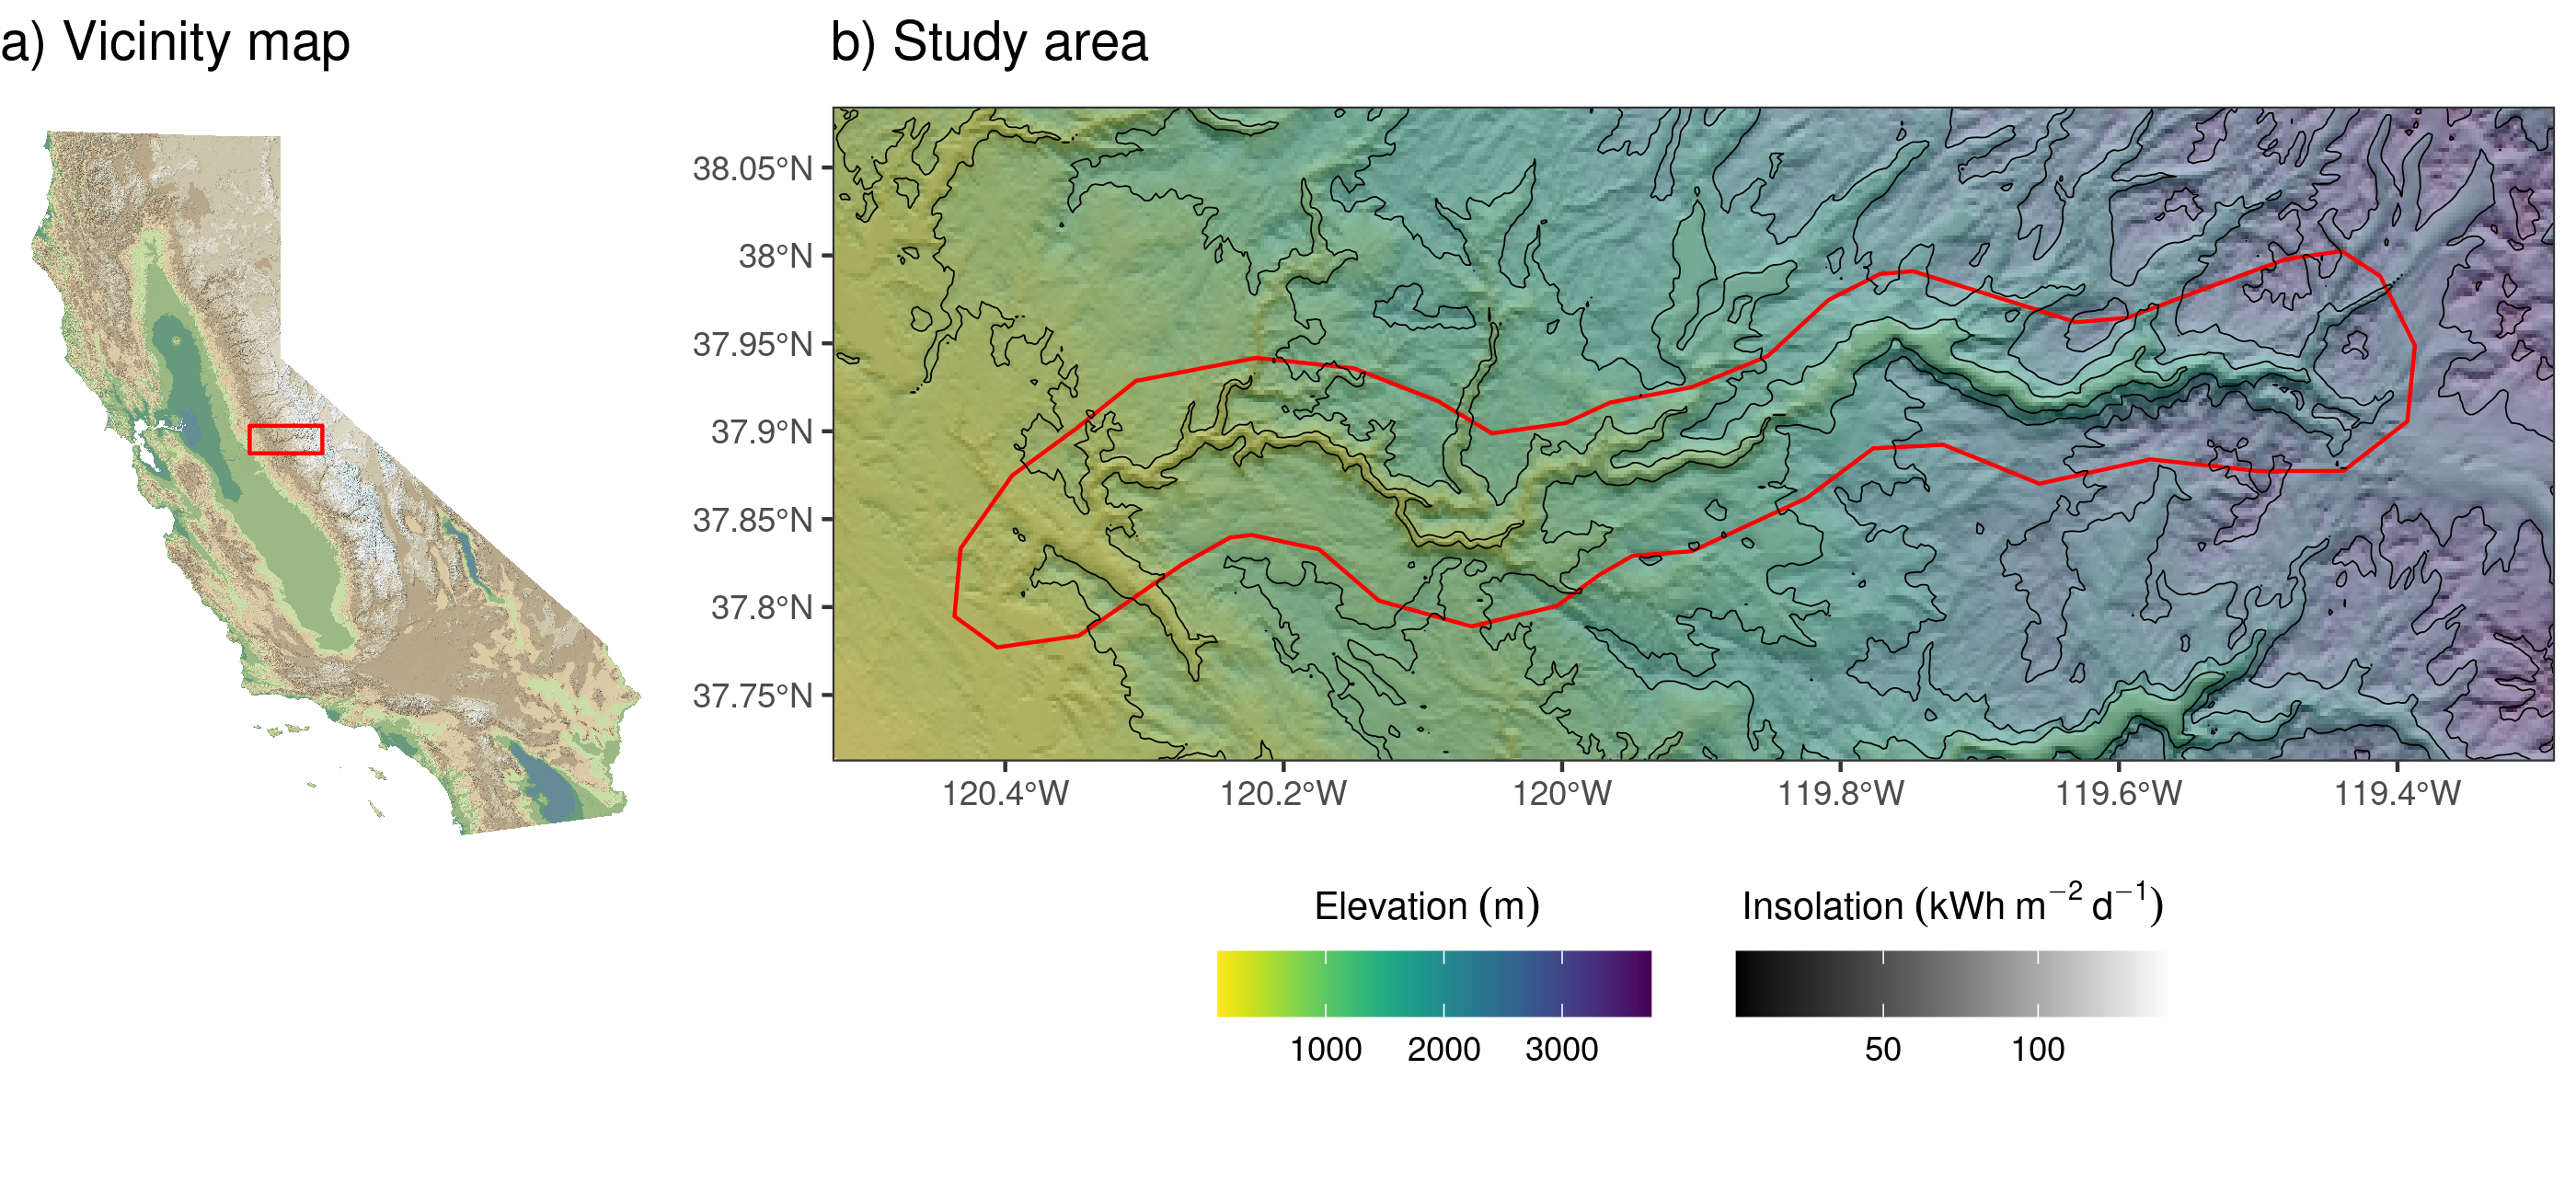 a) Vicinity map
b) Study area
38.05°N
38°N
37.95°N
37.9°N
37.85°N
37.8°N
37.75°N
120.4°W 120.2°W 120°W 119.8°W 119.6°W 119.4°W
Elevation (m)
1000 2000 3000
Insolation (kWh m⁻² d⁻¹)
50 100